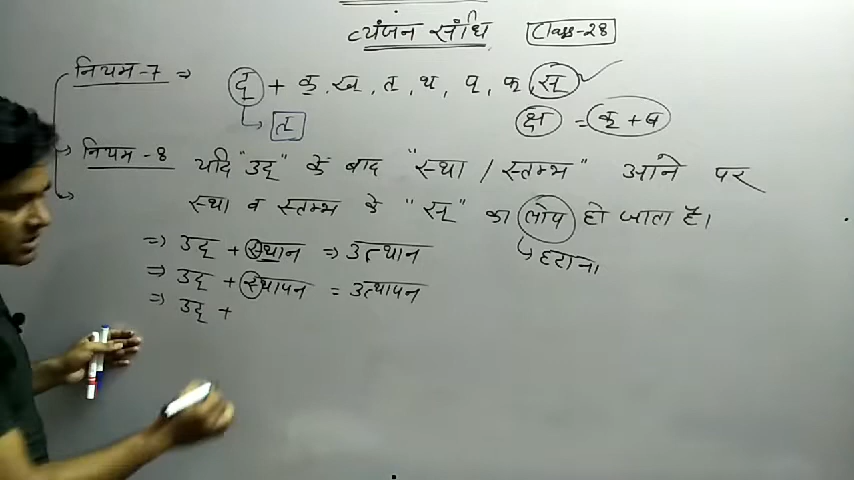 व्यंजन संधि Class-28
नियम-7 ⇒ द् + क्, ख्, त्, थ्, प्, फ्, स्
त्
क्ष = क् + ष
नियम-8 यदि "उद्" के बाद "स्था / स्तम्भ" आने पर
स्था व स्तम्भ के "स्" का लोप हो जाता है।
हटाना
⇒ उद् + स्थान ⇒ उत्थान
⇒ उद् + स्थापन = उत्थापन
⇒ उद् +